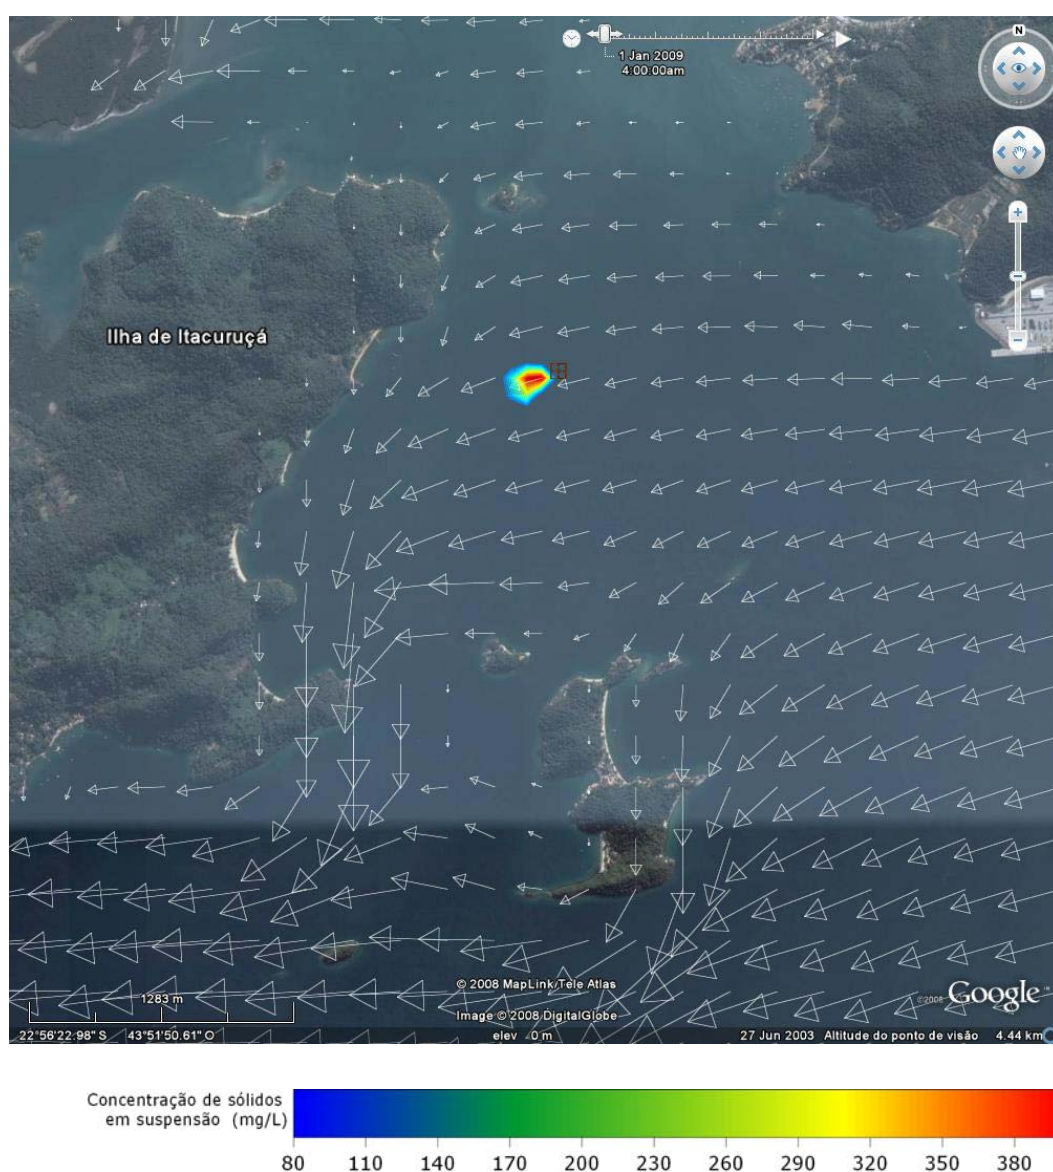 N
1 Jan 2009
4:00:00am
Ilha de Itacuruçá
© 2008 MapLink/Tele Atlas
1283 m
©2008 Google™
Image © 2008 DigitalGlobe
22°56'22.98" S 43°51'50.61" O
elev 0 m
27 Jun 2003 Altitude do ponto de visão 4.44 km
Concentração de sólidos
em suspensão (mg/L)
80 110 140 170 200 230 260 290 320 350 380